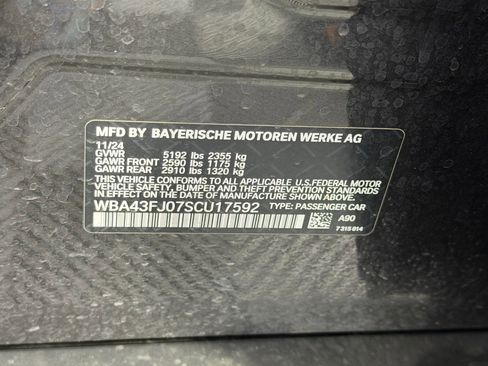 MFD BY BAYERISCHE MOTOREN WERKE AG
11/24
GVWR 5192 lbs 2355 kg
GAWR FRONT 2590 lbs 1175 kg
GAWR REAR 2910 lbs 1320 kg
THIS VEHICLE CONFORMS TO ALL APPLICABLE U.S.FEDERAL MOTOR
VEHICLE SAFETY, BUMPER, AND THEFT PREVENTION STANDARDS
IN EFFECT ON THE DATE OF MANUFACTURE SHOWN ABOVE.
WBA43FJ07SCU17592 TYPE: PASSENGER CAR
A90
7 315 614